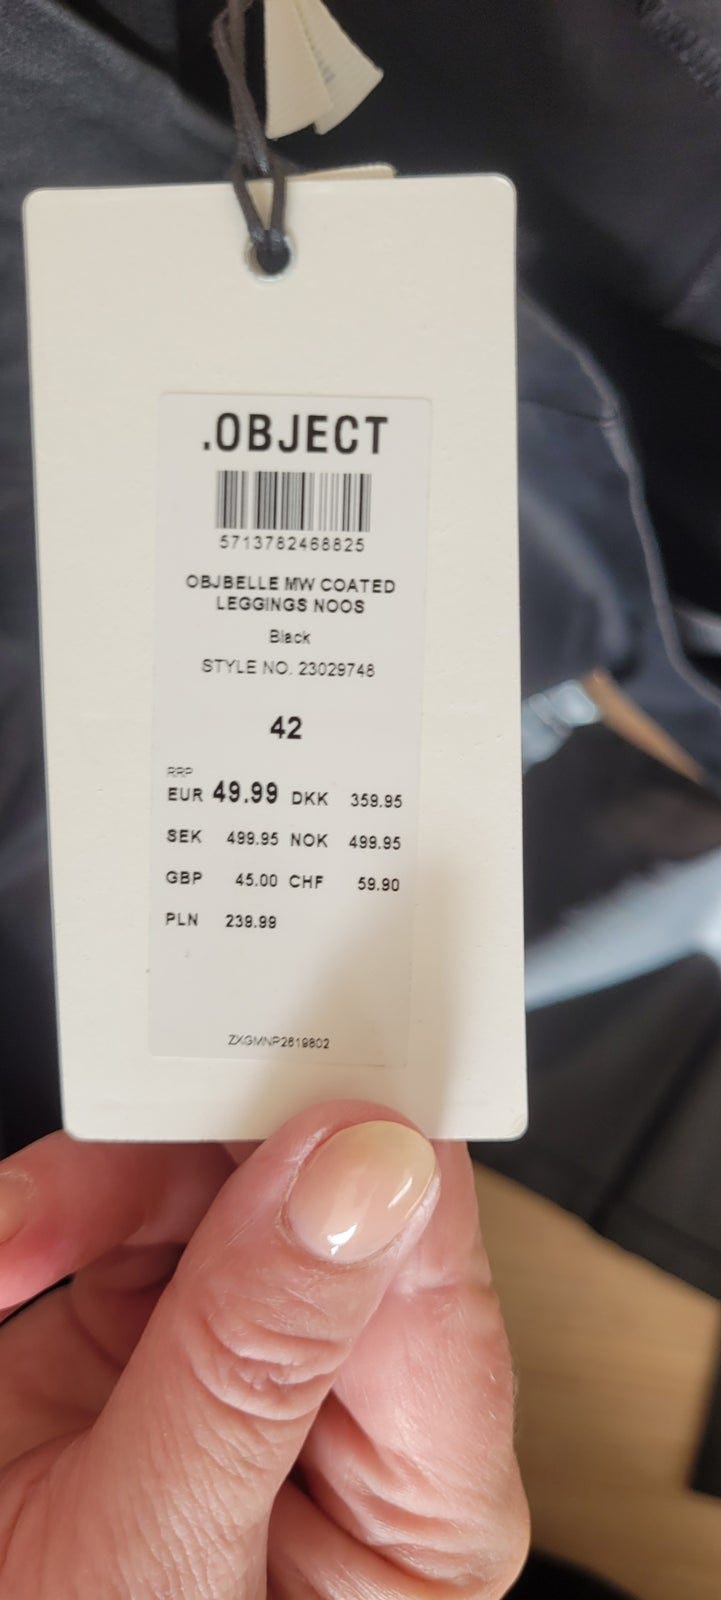 .OBJECT
5713782468825
OBJBELLE MW COATED
LEGGINGS NOOS
Black
STYLE NO. 23029748
42
RRP
EUR 49.99 DKK 359.95
SEK 499.95 NOK 499.95
GBP 45.00 CHF 59.90
PLN 239.99
ZXGMNP2619802